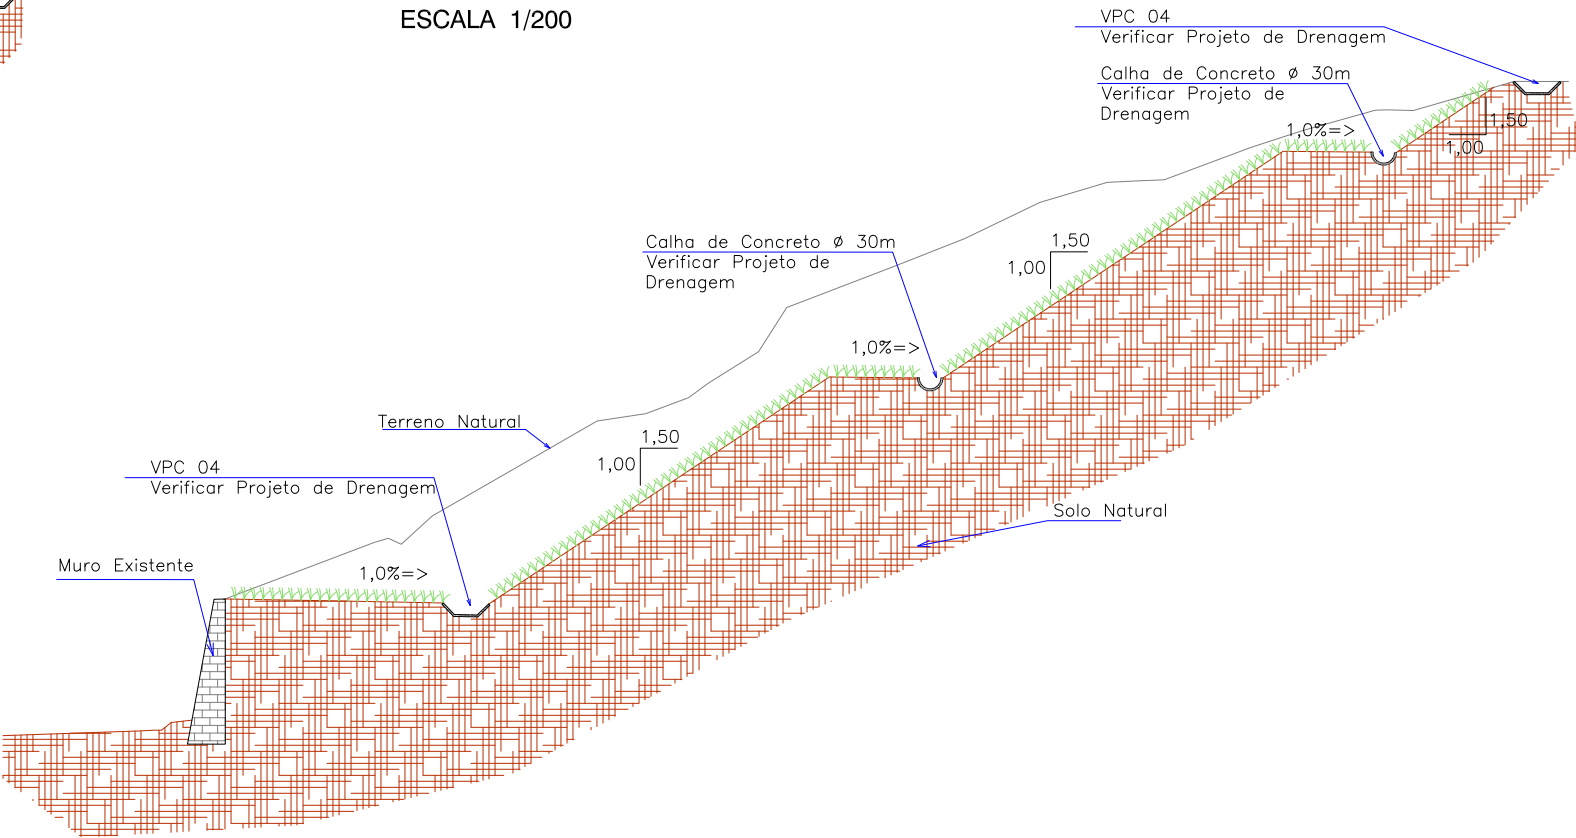 ESCALA 1/200
VPC 04
Verificar Projeto de Drenagem
Calha de Concreto ø 30m
Verificar Projeto de
Drenagem
1,0%=>
1,50
1,00
Calha de Concreto ø 30m
Verificar Projeto de
Drenagem
1,50
1,00
1,0%=>
Terreno Natural
1,50
1,00
VPC 04
Verificar Projeto de Drenagem
Solo Natural
Muro Existente
1,0%=>